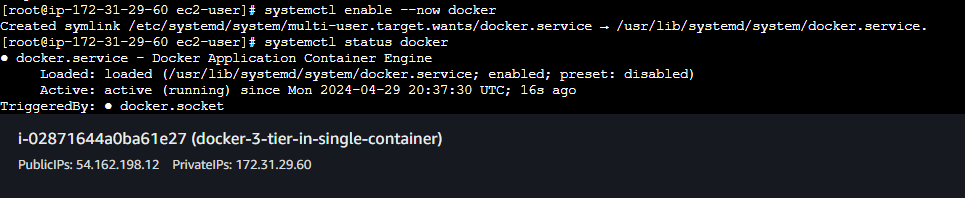 [root@ip-172-31-29-60 ec2-user]# systemctl enable --now docker
Created symlink /etc/systemd/system/multi-user.target.wants/docker.service → /usr/lib/systemd/system/docker.service.
[root@ip-172-31-29-60 ec2-user]# systemctl status docker
● docker.service - Docker Application Container Engine
     Loaded: loaded (/usr/lib/systemd/system/docker.service; enabled; preset: disabled)
     Active: active (running) since Mon 2024-04-29 20:37:30 UTC; 16s ago
TriggeredBy: ● docker.socket
i-02871644a0ba61e27 (docker-3-tier-in-single-container)
PublicIPs: 54.162.198.12 PrivateIPs: 172.31.29.60